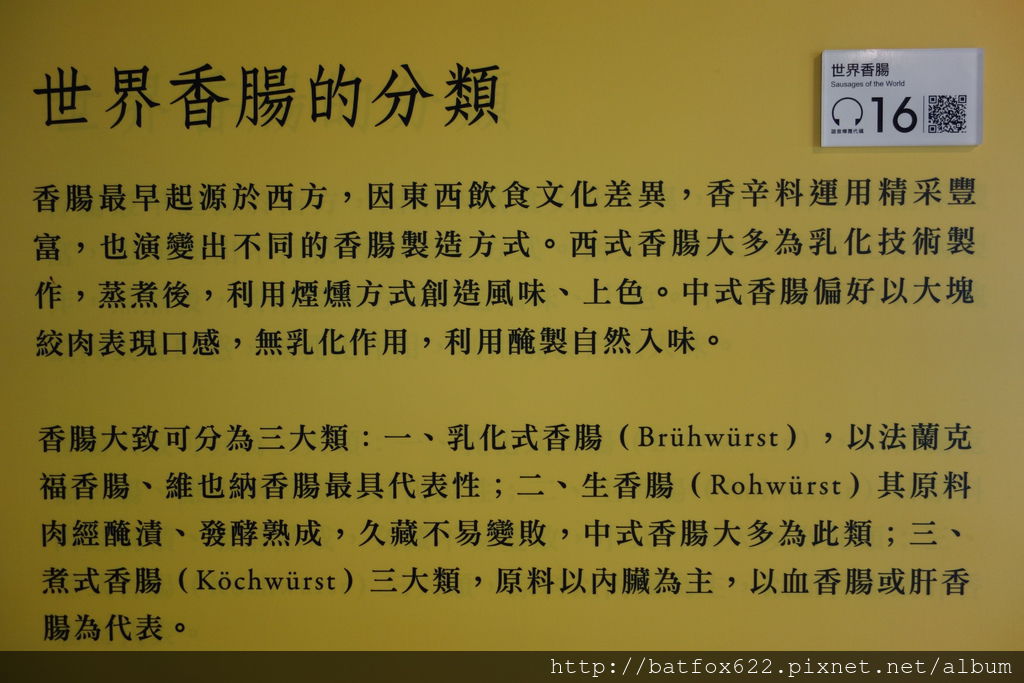 世界香腸的分類
世界香腸
Sausages of the World
語音導覽代碼
16
香腸最早起源於西方，因東西飲食文化差異，香辛料運用精采豐
富，也演變出不同的香腸製造方式。西式香腸大多為乳化技術製
作，蒸煮後，利用煙燻方式創造風味、上色。中式香腸偏好以大塊
絞肉表現口感，無乳化作用，利用醃製自然入味。
香腸大致可分為三大類：一、乳化式香腸（Brühwürst），以法蘭克
福香腸、維也納香腸最具代表性；二、生香腸（Rohwürst）其原料
肉經醃漬、發酵熟成，久藏不易變敗，中式香腸大多為此類；三、
煮式香腸（Köchwürst）三大類，原料以內臟為主，以血香腸或肝香
腸為代表。
http://batfox622.pixnet.net/album